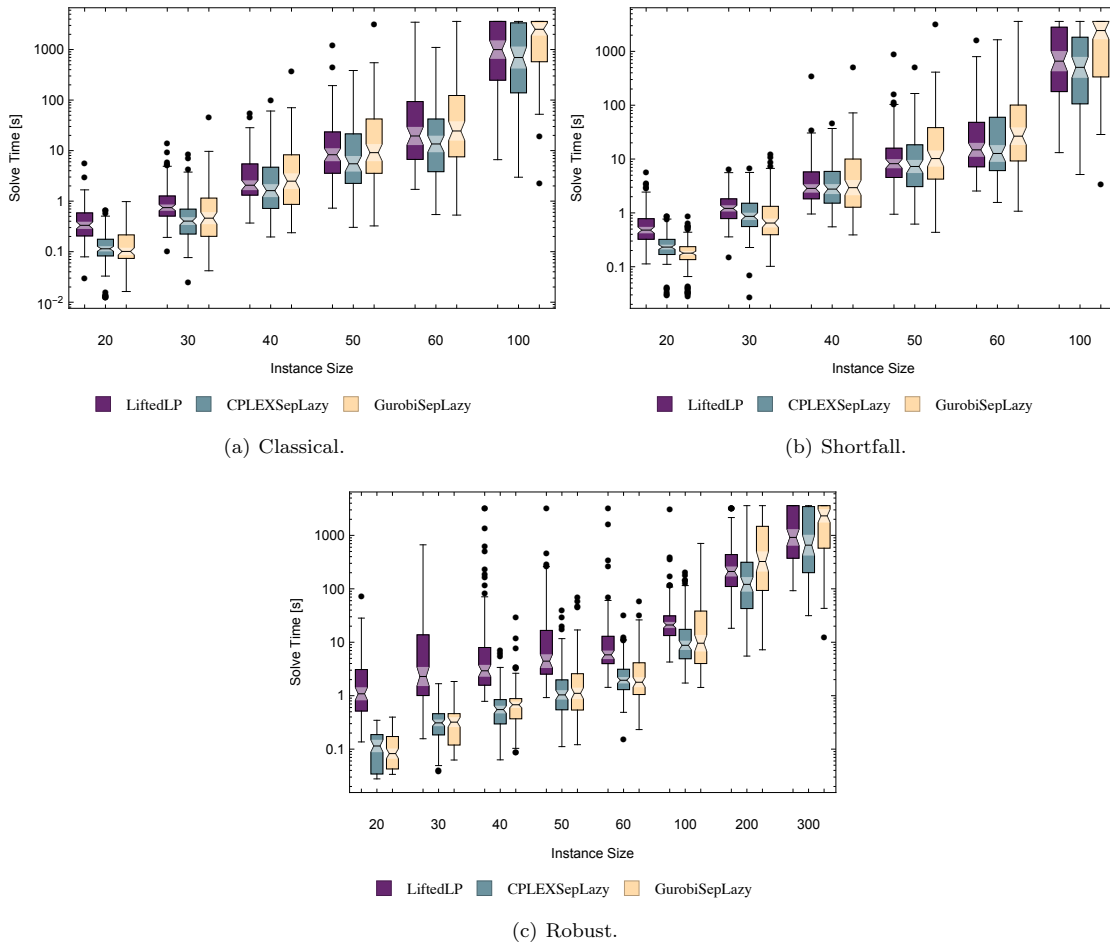 1000
100
10
1
0.1
10⁻²
Solve Time [s]
20 30 40 50 60 100
Instance Size
LiftedLP CPLEXSepLazy GurobiSepLazy
(a) Classical.
1000
100
10
1
0.1
Solve Time [s]
20 30 40 50 60 100
Instance Size
LiftedLP CPLEXSepLazy GurobiSepLazy
(b) Shortfall.
1000
100
10
1
0.1
Solve Time [s]
20 30 40 50 60 100 200 300
Instance Size
LiftedLP CPLEXSepLazy GurobiSepLazy
(c) Robust.